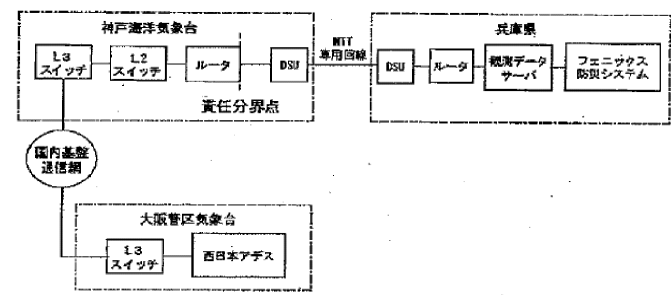 神戸海洋気象台
L3
スイッチ
L2
スイッチ
ルータ
DSU
責任分界点
NTT
専用回線
兵庫県
DSU
ルータ
観測データ
サーバ
フェニックス
防災システム
国内基盤
通信網
大阪管区気象台
L3
スイッチ
西日本アデス